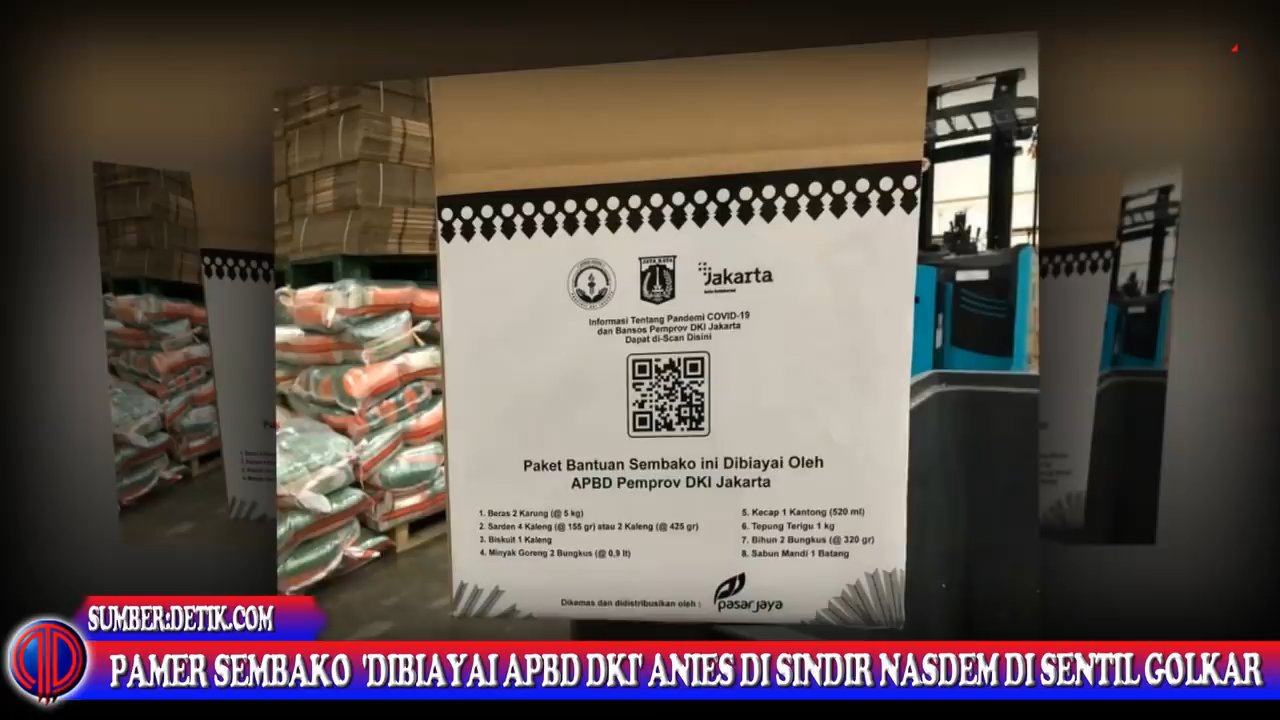 JAYA RAYA
Jakarta
Informasi Tentang Pandemi COVID-19
dan Bansos Pemprov DKI Jakarta
Dapat di-Scan Disini
Paket Bantuan Sembako ini Dibiayai Oleh
APBD Pemprov DKI Jakarta
1. Beras 2 Karung (@ 5 kg)
2. Sarden 4 Kaleng (@ 155 gr) atau 2 Kaleng (@ 425 gr)
3. Biskuit 1 Kaleng
4. Minyak Goreng 2 Bungkus (@ 0,9 lt)
5. Kecap 1 Kantong (520 ml)
6. Tepung Terigu 1 kg
7. Bihun 2 Bungkus (@ 320 gr)
8. Sabun Mandi 1 Batang
Dikemas dan didistribusikan oleh :
pasar jaya
SUMBER:DETIK.COM
PAMER SEMBAKO 'DIBIAYAI APBD DKI' ANIES DI SINDIR NASDEM DI SENTIL GOLKAR